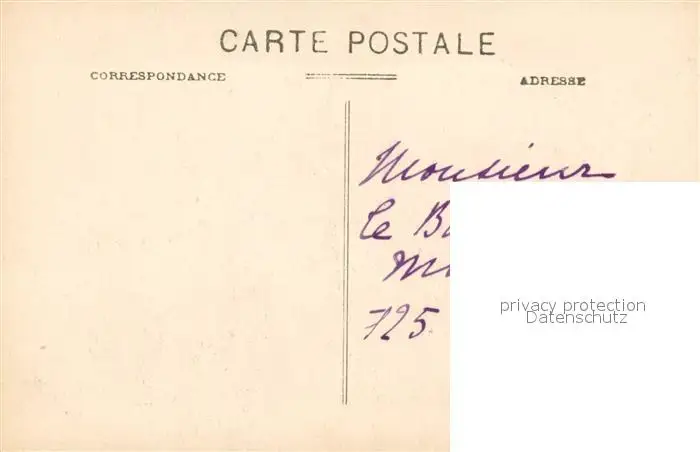 CARTE POSTALE
CORRESPONDANCE
ADRESSE
Monsieur
Le B
M
725
privacy protection
Datenschutz